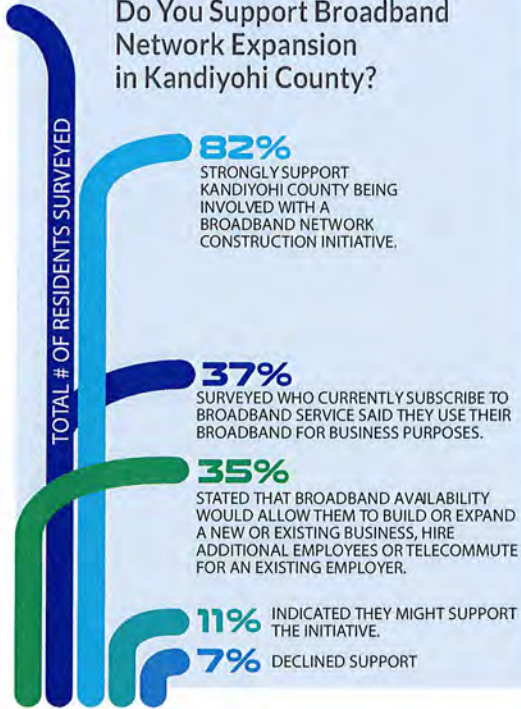 Do You Support Broadband
Network Expansion
in Kandiyohi County?
TOTAL # OF RESIDENTS SURVEYED
82%
STRONGLY SUPPORT
KANDIYOHI COUNTY BEING
INVOLVED WITH A
BROADBAND NETWORK
CONSTRUCTION INITIATIVE.
37%
SURVEYED WHO CURRENTLY SUBSCRIBE TO
BROADBAND SERVICE SAID THEY USE THEIR
BROADBAND FOR BUSINESS PURPOSES.
35%
STATED THAT BROADBAND AVAILABILITY
WOULD ALLOW THEM TO BUILD OR EXPAND
A NEW OR EXISTING BUSINESS, HIRE
ADDITIONAL EMPLOYEES OR TELECOMMUTE
FOR AN EXISTING EMPLOYER.
11% INDICATED THEY MIGHT SUPPORT
THE INITIATIVE.
7% DECLINED SUPPORT